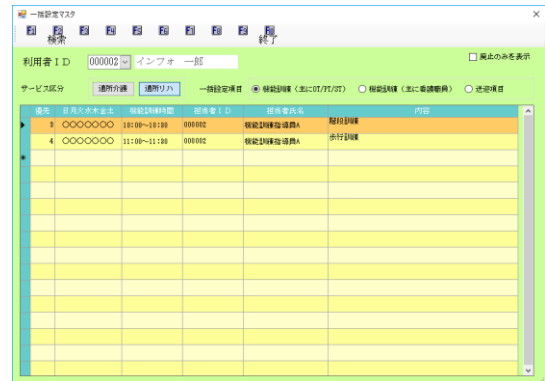 一括設定マスタ
F1 F2 F3 F4 F5 F6 F7 F8 F9 F10
検索 終了
利用者ID 000002 インフォ 一郎 廃止のみを表示
サービス区分 通所介護 通所リハ 一括設定項目 機能訓練（主にOT/PT/ST） 機能訓練（主に看護職員） 送迎項目
優先 日月火水木金土 機能訓練時間 担当者ID 担当者氏名 内容
3 ○○○○○○○ 10:00～10:30 000002 機能訓練指導員A 階段訓練
4 ○○○○○○○ 11:00～11:30 000002 機能訓練指導員A 歩行訓練